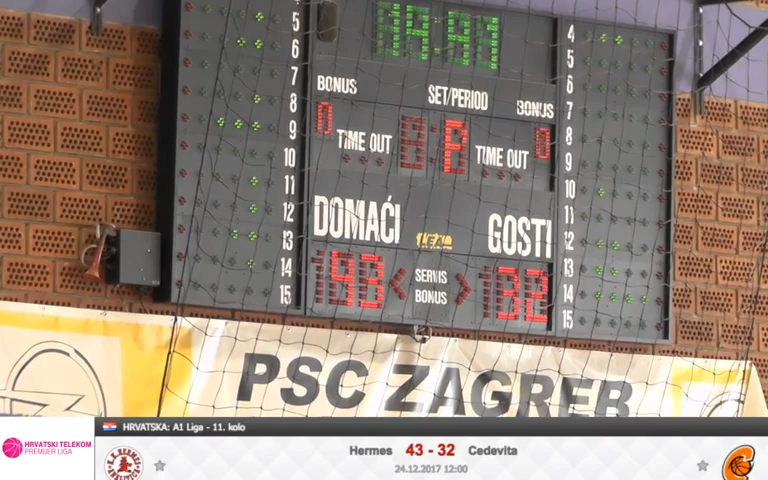 BONUS
SET/PERIOD
BONUS
0
P
0
TIME OUT
TIME OUT
DOMAĆI
GOSTI
SERVIS
BONUS
5
6
7
8
9
10
11
12
13
14
15
4
5
6
7
8
9
10
11
12
13
14
15
PSC ZAGREB
HRVATSKI TELEKOM
PREMIJER LIGA
HRVATSKA: A1 Liga - 11. kolo
Hermes 43 - 32 Cedevita
24.12.2017 12:00